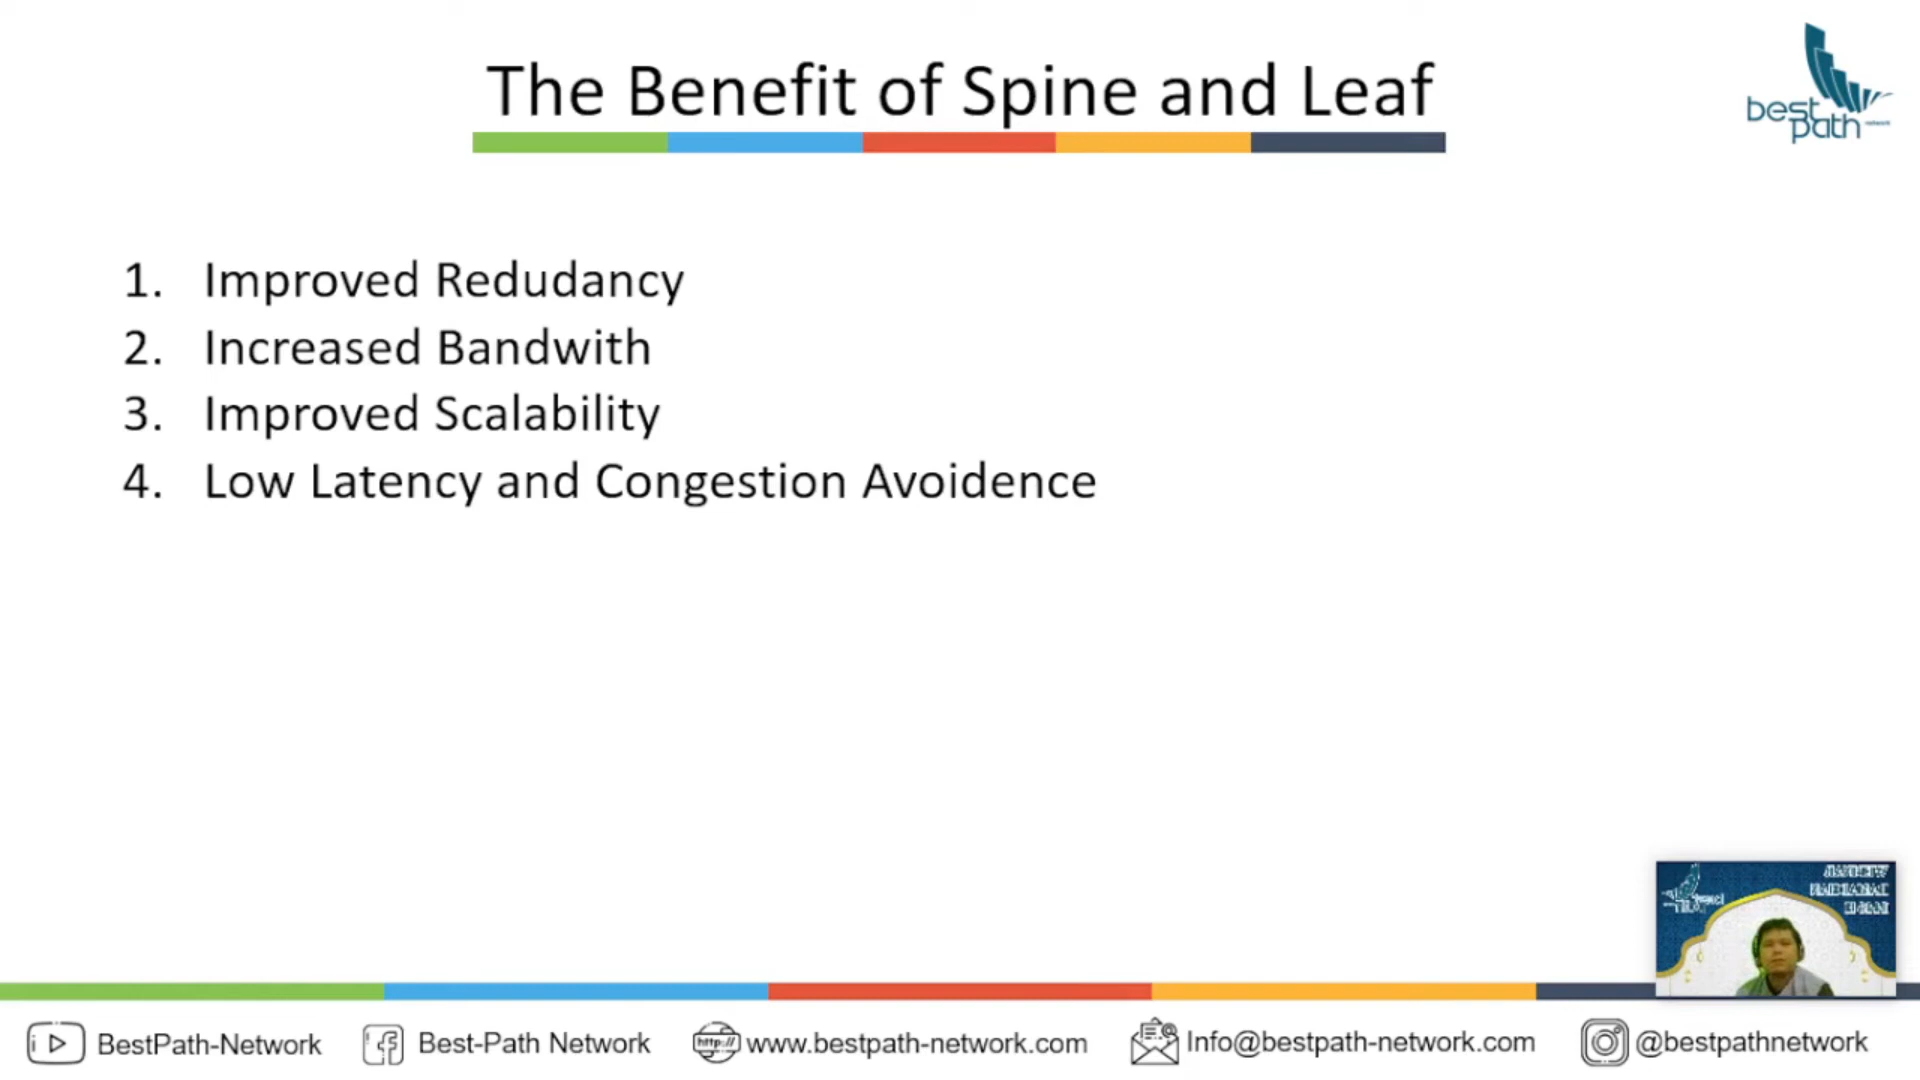 The Benefit of Spine and Leaf
best
path
1. Improved Redudancy
2. Increased Bandwith
3. Improved Scalability
4. Low Latency and Congestion Avoidence
BestPath-Network
Best-Path Network
http://
www.bestpath-network.com
Info@bestpath-network.com
@bestpathnetwork